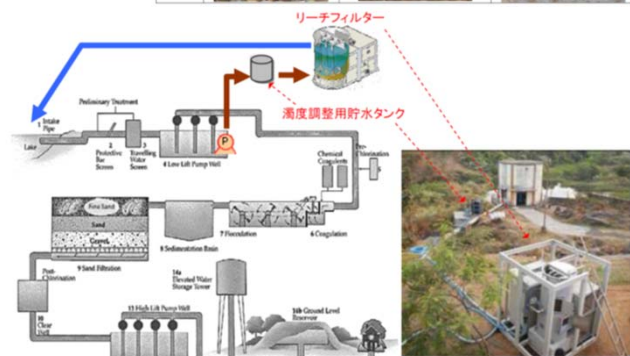 リーチフィルター
濁度調整用貯水タンク
Preliminary Treatment
1 Intake
Pipe
Lake
2
Protective
Bar
Screen
3
Travelling
Water
Screen
4 Low Lift Pump Well
P
Chemical
Coagulants
Chlorination
5
6 Coagulation
7 Flocculation
8 Sedimentation Basin
Fine Sand
Sand
Gravel
9 Sand Filtration
Post-
Chlorination
10
Clear
Well
11 High Lift Pump Well
14a
Elevated Water
Storage Tower
14b Ground Level
Reservoir